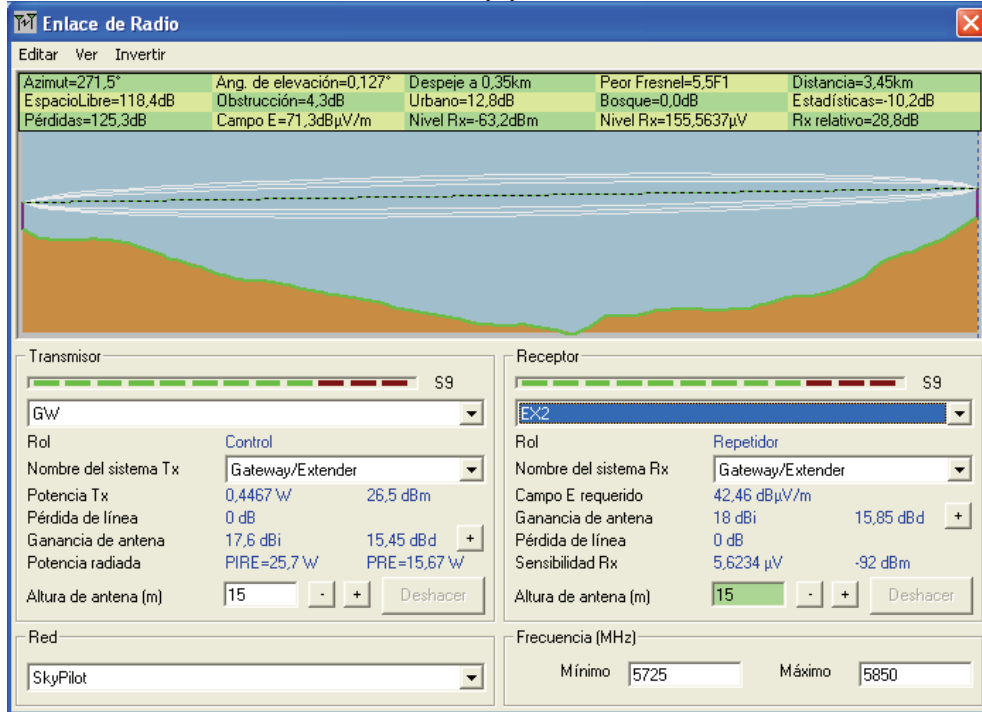 Enlace de Radio
Editar Ver Invertir
Azimut=271,5° Ang. de elevación=0,127° Despeje a 0,35km Peor Fresnel=5,5F1 Distancia=3,45km
EspacioLibre=118,4dB Obstrucción=4,3dB Urbano=12,8dB Bosque=0,0dB Estadísticas=-10,2dB
Pérdidas=125,3dB Campo E=71,3dBµV/m Nivel Rx=-63,2dBm Nivel Rx=155,5637µV Rx relativo=28,8dB
Transmisor
S9
GW
Rol Control
Nombre del sistema Tx Gateway/Extender
Potencia Tx 0,4467 W 26,5 dBm
Pérdida de línea 0 dB
Ganancia de antena 17,6 dBi 15,45 dBd +
Potencia radiada PIRE=25,7 W PRE=15,67 W
Altura de antena (m) 15 - + Deshacer
Red
SkyPilot
Receptor
S9
EX2
Rol Repetidor
Nombre del sistema Rx Gateway/Extender
Campo E requerido 42,46 dBµV/m
Ganancia de antena 18 dBi 15,85 dBd +
Pérdida de línea 0 dB
Sensibilidad Rx 5,6234 µV -92 dBm
Altura de antena (m) 15 - + Deshacer
Frecuencia (MHz)
Mínimo 5725 Máximo 5850